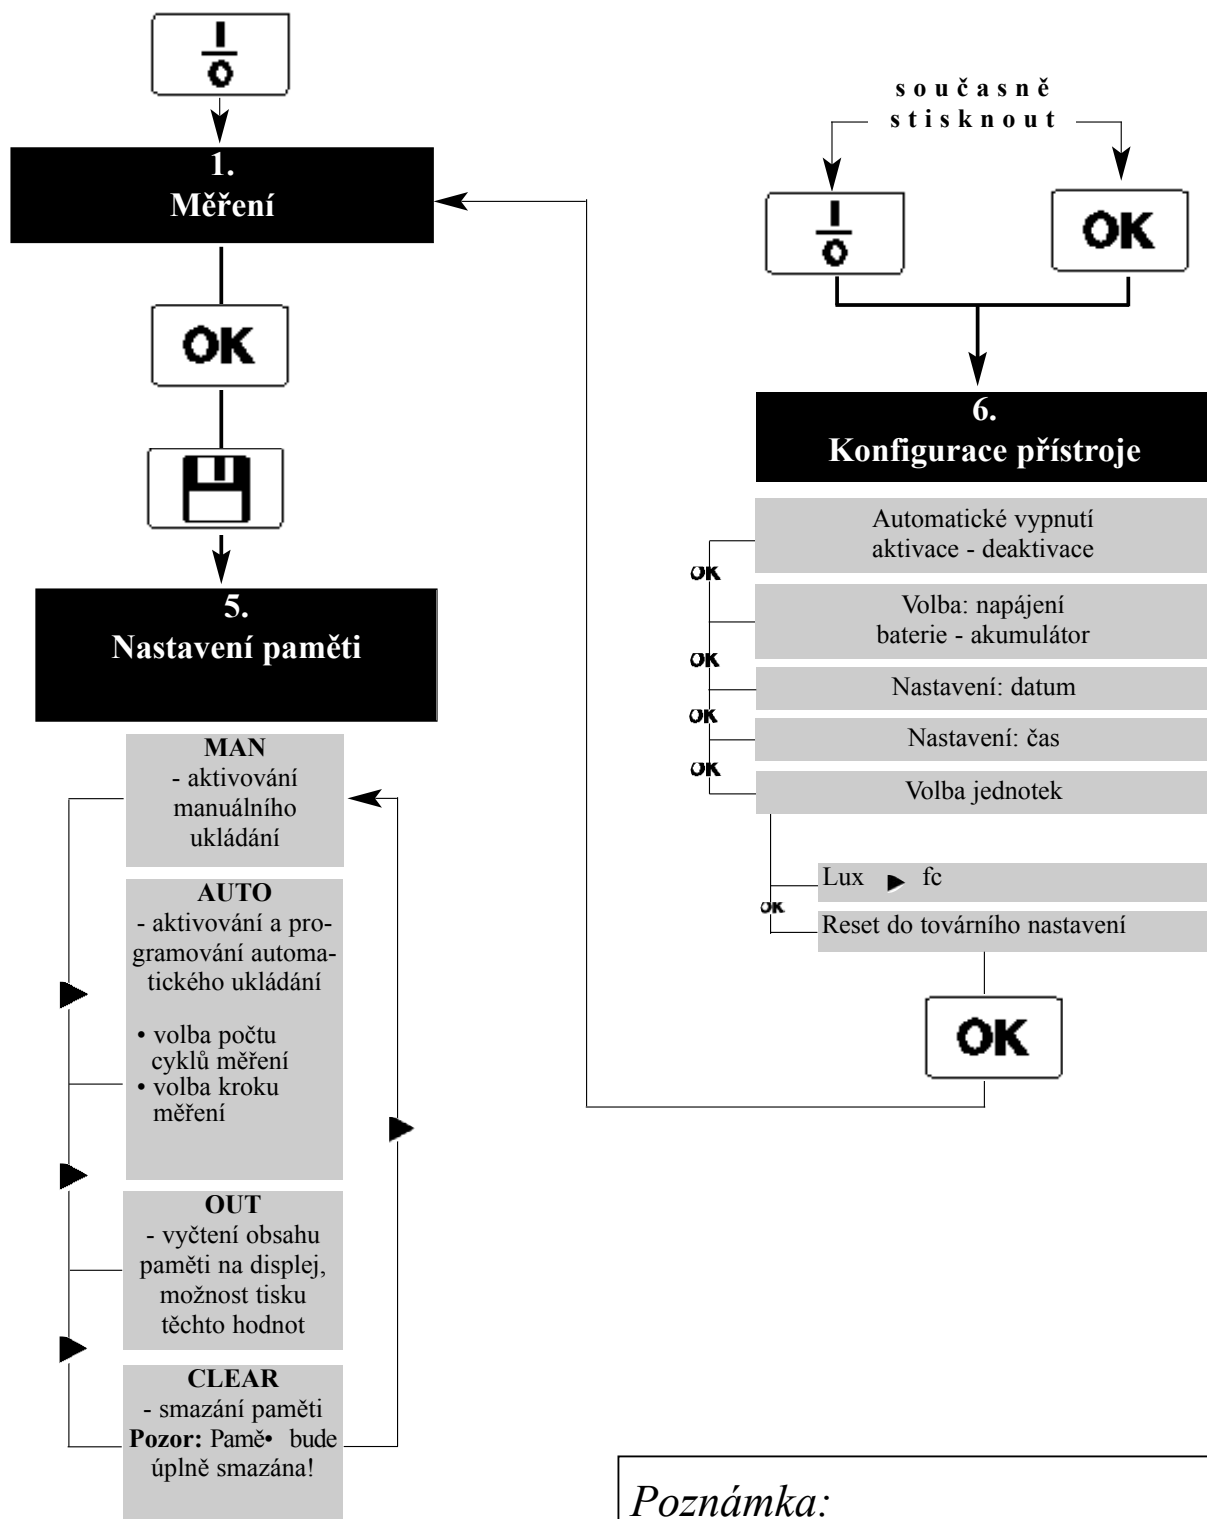 I
O
1.
Měření
OK
5.
Nastavení paměti
MAN
- aktivování
manuálního
ukládání
AUTO
- aktivování a pro-
gramování automa-
tického ukládání
• volba počtu
cyklů měření
• volba kroku
měření
OUT
- vyčtení obsahu
paměti na displej,
možnost tisku
těchto hodnot
CLEAR
- smazání paměti
Pozor: Pamě• bude
úplně smazána!
současně
stisknout
I
O
OK
6.
Konfigurace přístroje
Automatické vypnutí
aktivace - deaktivace
OK
Volba: napájení
baterie - akumulátor
OK
Nastavení: datum
OK
Nastavení: čas
OK
Volba jednotek
Lux ▶ fc
OK
Reset do továrního nastavení
OK
Poznámka: